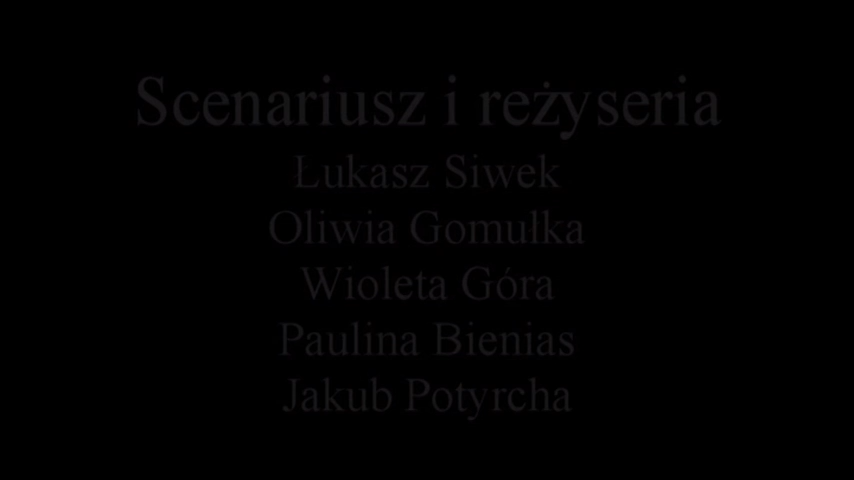 Scenariusz i reżyseria
Łukasz Siwek
Oliwia Gomułka
Wioleta Góra
Paulina Bienias
Jakub Potyrcha